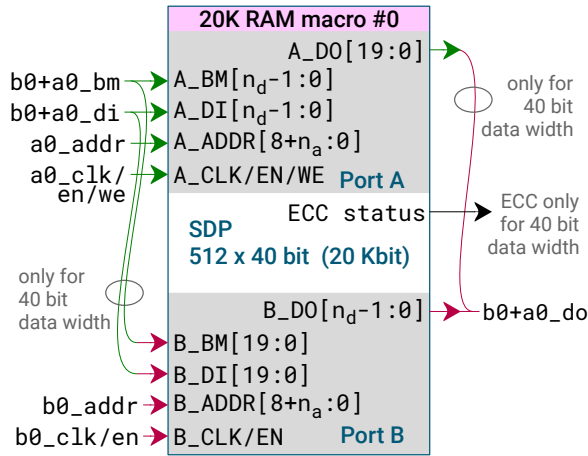 20K RAM macro #0
A_DO[19:0]
b0+a0_bm
A_BM[nd-1:0]
only for
40 bit
data width
b0+a0_di
A_DI[nd-1:0]
a0_addr
A_ADDR[8+na:0]
a0_clk/
en/we
A_CLK/EN/WE
Port A
ECC status
ECC only
for 40 bit
data width
SDP
512 x 40 bit (20 Kbit)
only for
40 bit
data width
B_DO[nd-1:0]
b0+a0_do
B_BM[19:0]
B_DI[19:0]
b0_addr
B_ADDR[8+na:0]
b0_clk/en
B_CLK/EN
Port B